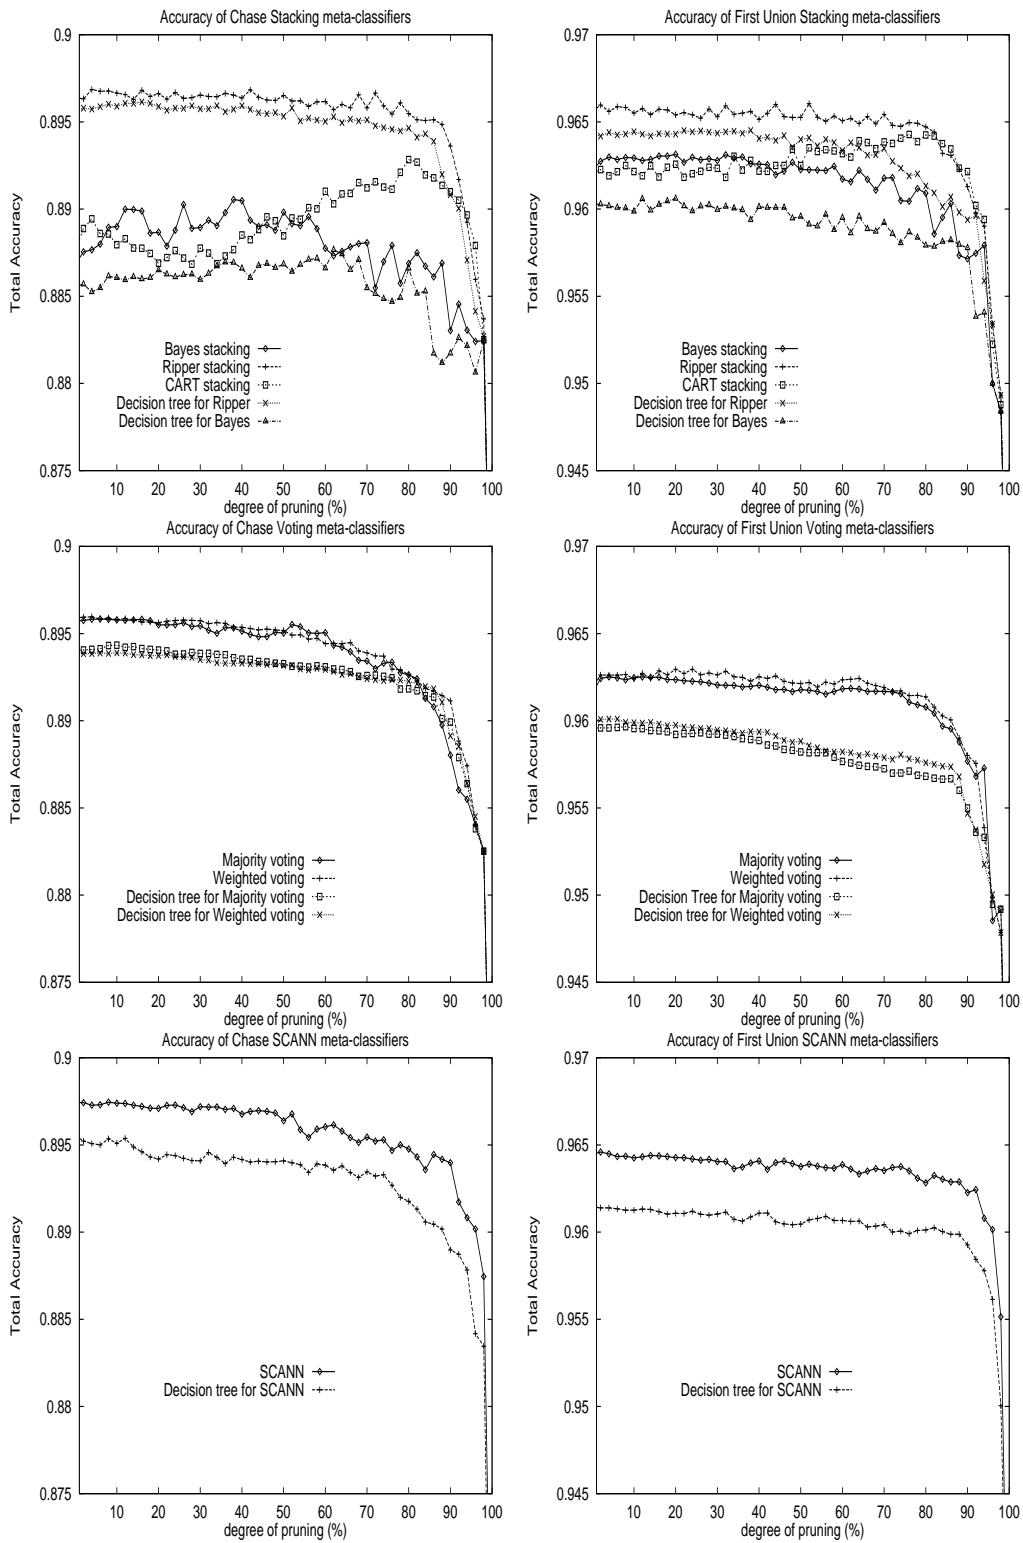 Accuracy of Chase Stacking meta-classifiers
0.9
0.895
0.89
0.885
0.88
0.875
Total Accuracy
Bayes stacking
Ripper stacking
CART stacking
Decision tree for Ripper
Decision tree for Bayes
10 20 30 40 50 60 70 80 90 100
degree of pruning (%)
Accuracy of First Union Stacking meta-classifiers
0.97
0.965
0.96
0.955
0.95
0.945
Total Accuracy
Bayes stacking
Ripper stacking
CART stacking
Decision tree for Ripper
Decision tree for Bayes
10 20 30 40 50 60 70 80 90 100
degree of pruning (%)
Accuracy of Chase Voting meta-classifiers
0.9
0.895
0.89
0.885
0.88
0.875
Total Accuracy
Majority voting
Weighted voting
Decision tree for Majority voting
Decision tree for Weighted voting
10 20 30 40 50 60 70 80 90 100
degree of pruning (%)
Accuracy of First Union Voting meta-classifiers
0.97
0.965
0.96
0.955
0.95
0.945
Total Accuracy
Majority voting
Weighted voting
Decision Tree for Majority voting
Decision tree for Weighted voting
10 20 30 40 50 60 70 80 90 100
degree of pruning (%)
Accuracy of Chase SCANN meta-classifiers
0.9
0.895
0.89
0.885
0.88
0.875
Total Accuracy
SCANN
Decision tree for SCANN
10 20 30 40 50 60 70 80 90 100
degree of pruning (%)
Accuracy of First Union SCANN meta-classifiers
0.97
0.965
0.96
0.955
0.95
0.945
Total Accuracy
SCANN
Decision tree for SCANN
10 20 30 40 50 60 70 80 90 100
degree of pruning (%)